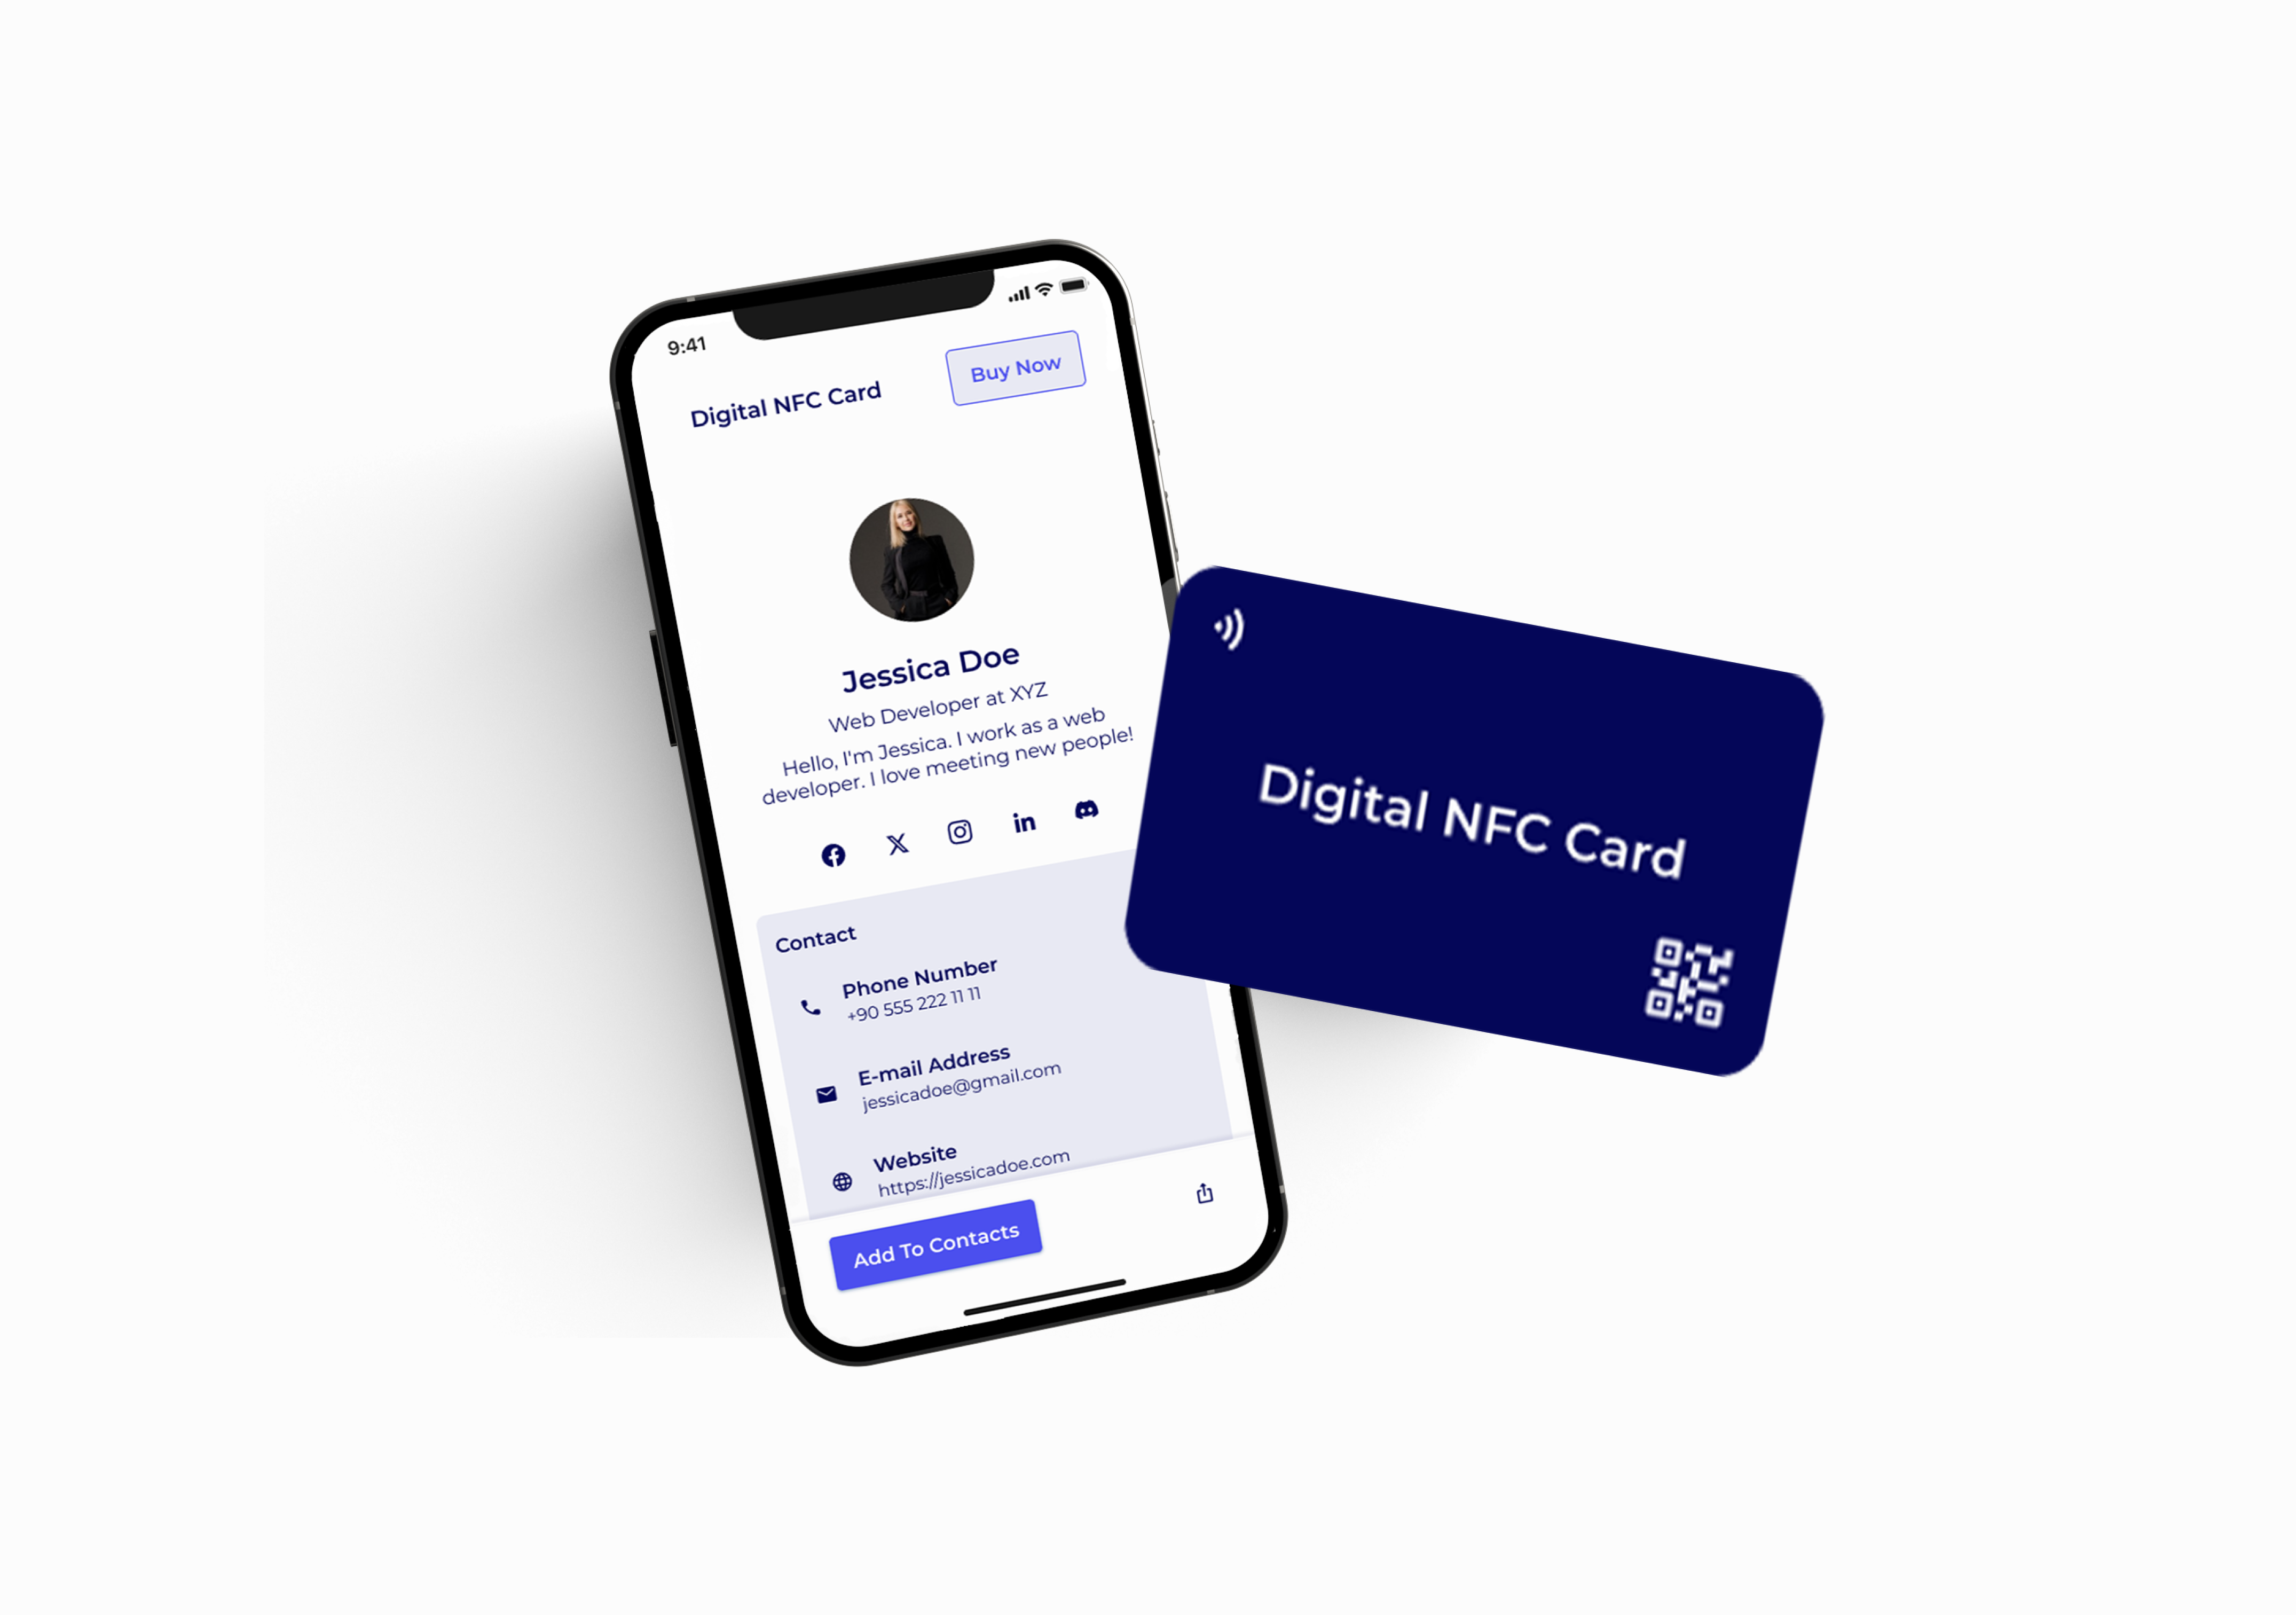 9:41
Digital NFC Card
Buy Now
Jessica Doe
Web Developer at XYZ
Hello, I'm Jessica. I work as a web
developer. I love meeting new people!
Contact
Phone Number
+90 555 222 11 11
E-mail Address
jessicadoe@gmail.com
Website
https://jessicadoe.com
Add To Contacts
Digital NFC Card